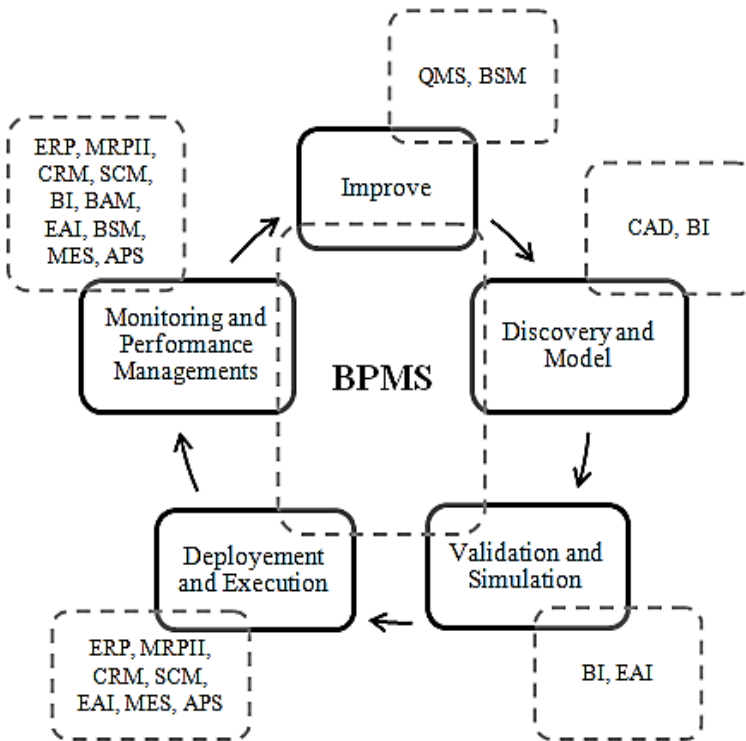 QMS, BSM
Improve
ERP, MRPII,
CRM, SCM,
BI, BAM,
EAI, BSM,
MES, APS
CAD, BI
Monitoring and
Performance
Managements
BPMS
Discovery and
Model
Deployement
and Execution
Validation and
Simulation
ERP, MRPII,
CRM, SCM,
EAI, MES, APS
BI, EAI